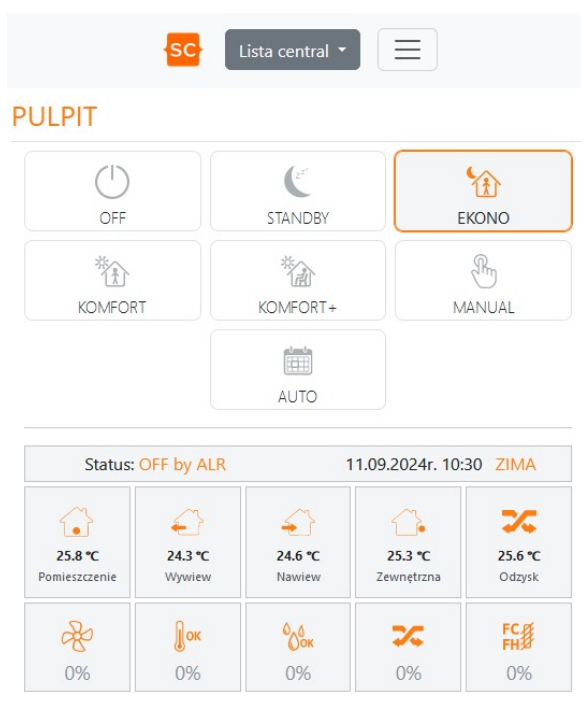 SC Lista central
PULPIT
OFF STANDBY EKONO
KOMFORT KOMFORT+ MANUAL
AUTO
Status: OFF by ALR 11.09.2024r. 10:30 ZIMA
25.8 °C 24.3 °C 24.6 °C 25.3 °C 25.6 °C
Pomieszczenie Wywiew Nawiew Zewnętrzna Odzysk
OK OK FC
FH
0% 0% 0% 0% 0%